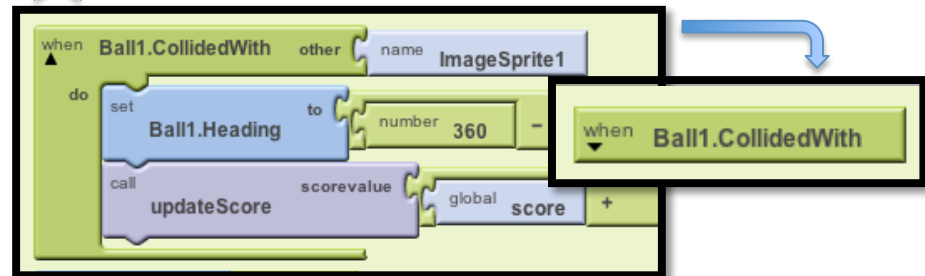 when Ball1.CollidedWith other name ImageSprite1
do set Ball1.Heading to number 360 -
call updateScore scorevalue global score +
when Ball1.CollidedWith